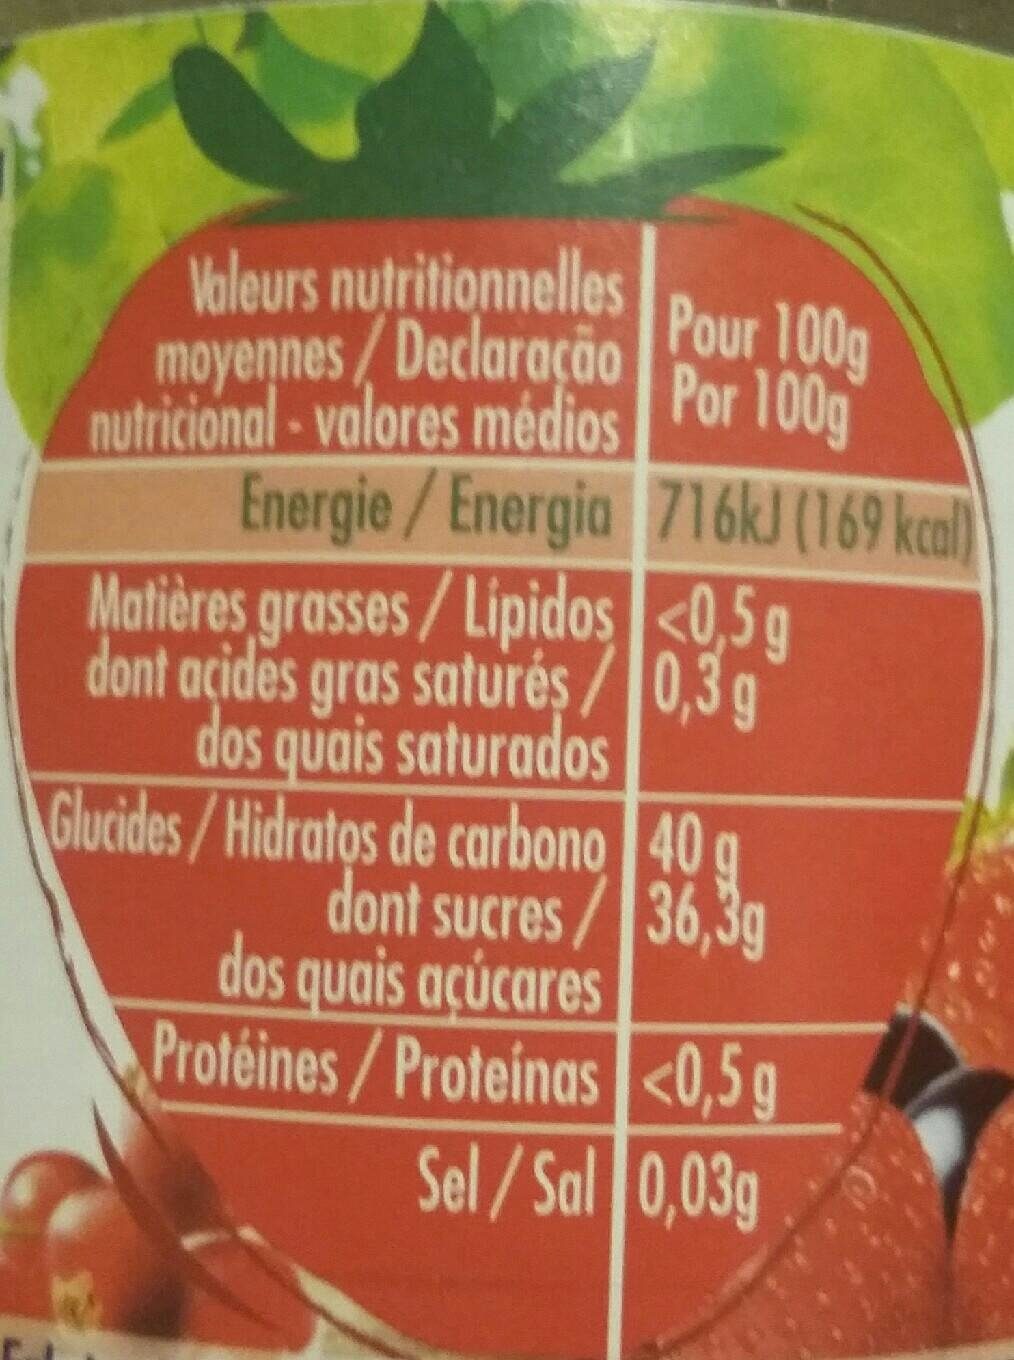 Valeurs nutritionnelles
moyennes / Declaração
nutricional - valores médios
Pour 100g
Por 100g
Energie / Energia 716kJ (169 kcal)
Matières grasses / Lípidos <0,5 g
dont acides gras saturés / 0,3 g
dos quais saturados
Glucides / Hidratos de carbono 40 g
dont sucres / 36,3g
dos quais açúcares
Protéines / Proteínas <0,5 g
Sel / Sal 0,03g